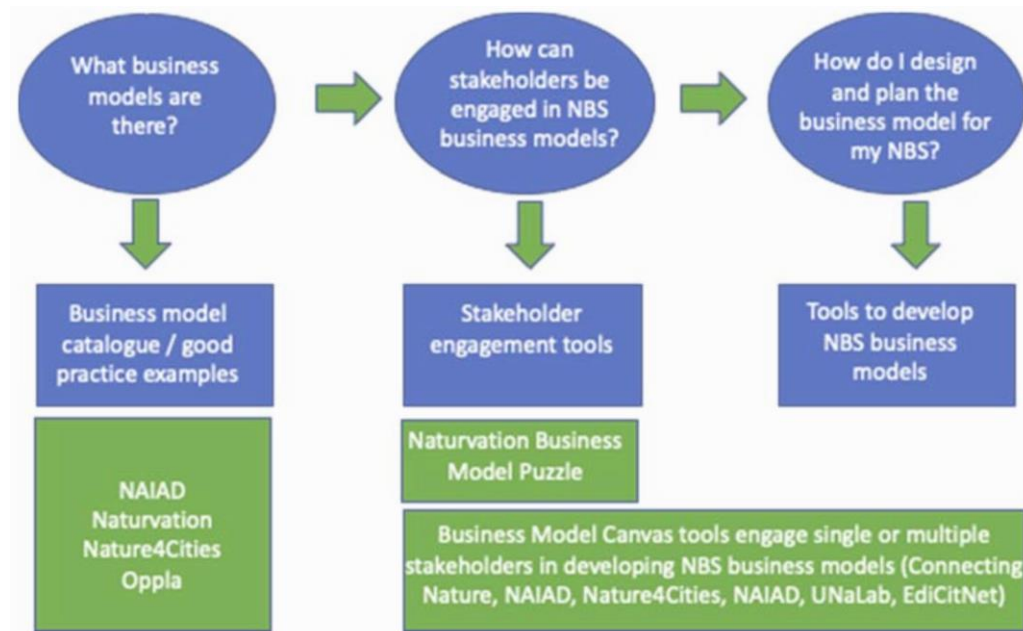 What business
models are
there?
How can
stakeholders be
engaged in NBS
business models?
How do I design
and plan the
business model for
my NBS?
Business model
catalogue / good
practice examples
Stakeholder
engagement tools
Tools to develop
NBS business
models
NAIAD
Naturvation
Nature4Cities
Oppla
Naturvation Business
Model Puzzle
Business Model Canvas tools engage single or multiple
stakeholders in developing NBS business models (Connecting
Nature, NAIAD, Nature4Cities, NAIAD, UNaLab, EdiCitNet)